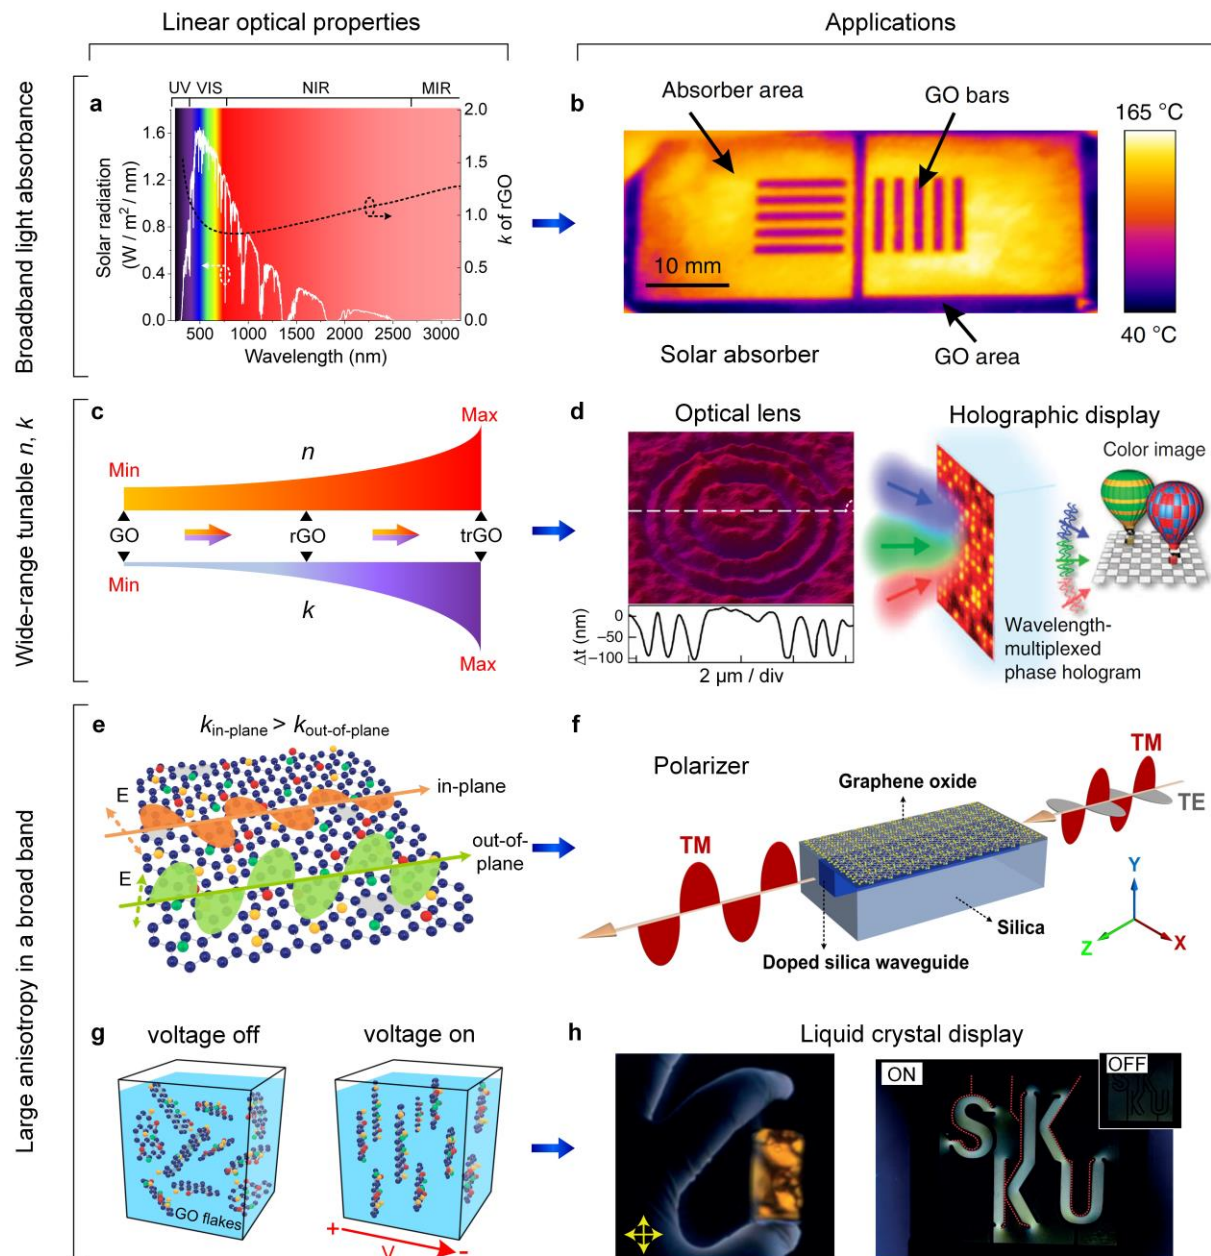 Linear optical properties
Applications
Broadband light absorbance
a
UV VIS NIR MIR
Solar radiation
(W / m² / nm)
1.6
1.2
0.8
0.4
0.0
2.0
1.5
1.0
0.5
0.0
k of rGO
500 1000 1500 2000 2500 3000
Wavelength (nm)
b
Absorber area
GO bars
10 mm
Solar absorber
GO area
165 °C
40 °C
Wide-range tunable n, k
c
Max
n
Min
GO rGO trGO
Min
k
Max
d
Optical lens
Δt (nm)
0
−50
−100
2 μm / div
Holographic display
Color image
Wavelength-
multiplexed
phase hologram
Large anisotropy in a broad band
e
k in-plane > k out-of-plane
E
in-plane
E
out-of-
plane
f
Polarizer
Graphene oxide
TM
TE
TM
Silica
Doped silica waveguide
Y
Z
X
g
voltage off
GO flakes
voltage on
+ V -
h
Liquid crystal display
ON
SKKU
OFF
SKKU